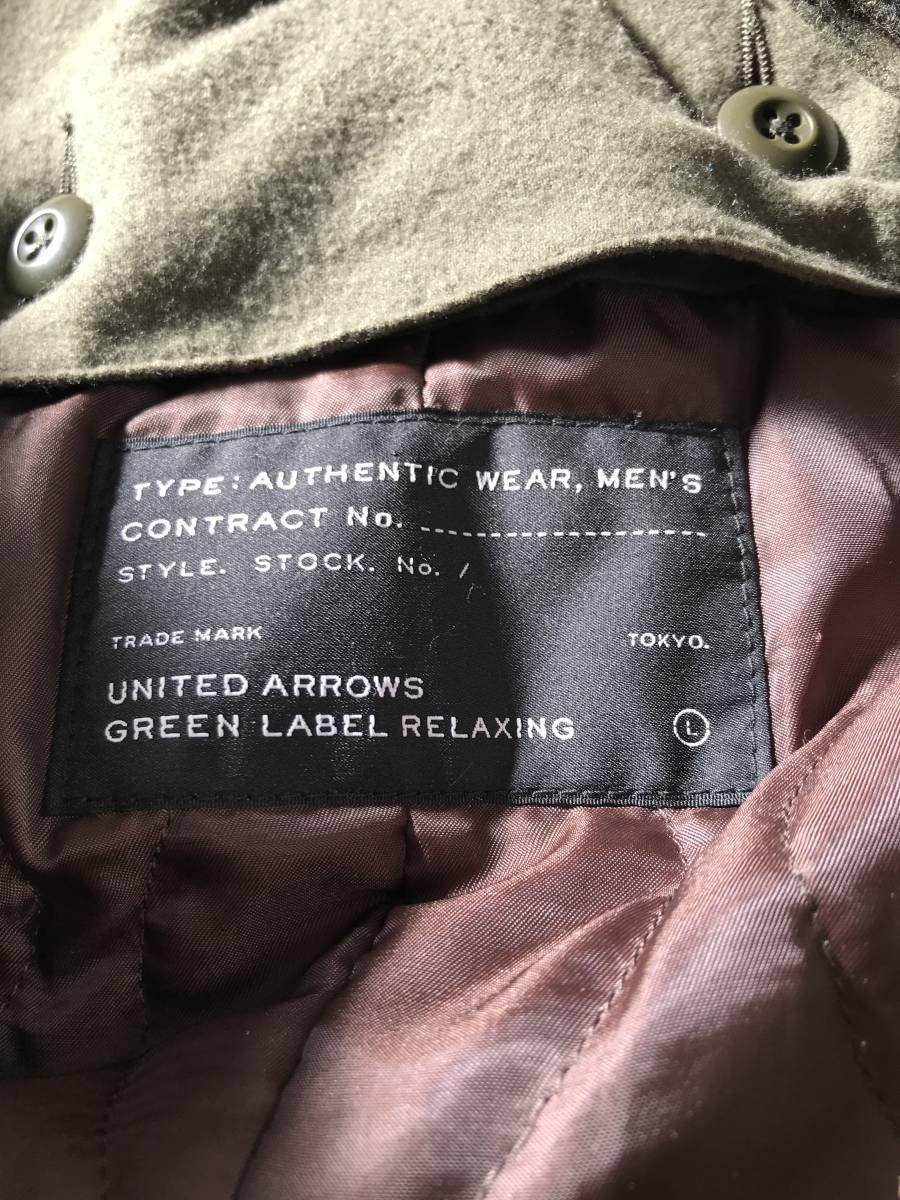 TYPE: AUTHENTIC WEAR, MEN'S
CONTRACT No.
STYLE. STOCK. No. /
TRADE MARK TOKYO.
UNITED ARROWS
GREEN LABEL RELAXING L